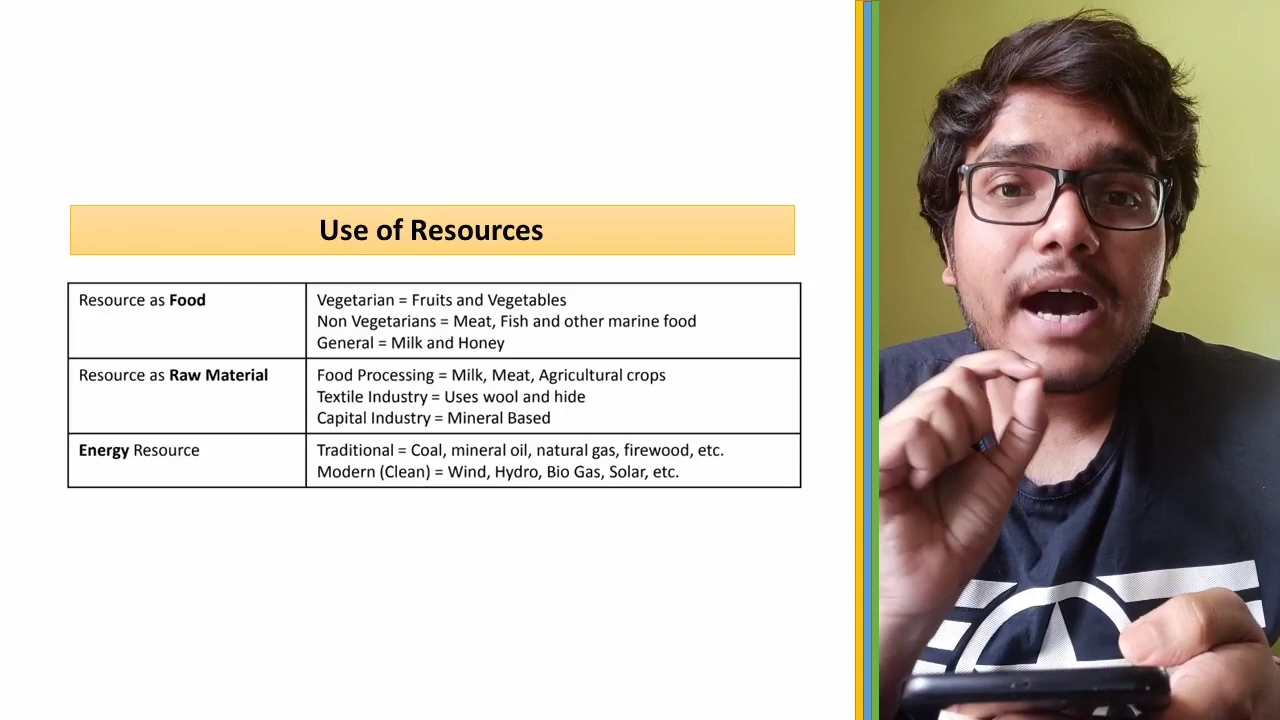 Use of Resources
Resource as Food
Vegetarian = Fruits and Vegetables
Non Vegetarians = Meat, Fish and other marine food
General = Milk and Honey
Resource as Raw Material
Food Processing = Milk, Meat, Agricultural crops
Textile Industry = Uses wool and hide
Capital Industry = Mineral Based
Energy Resource
Traditional = Coal, mineral oil, natural gas, firewood, etc.
Modern (Clean) = Wind, Hydro, Bio Gas, Solar, etc.